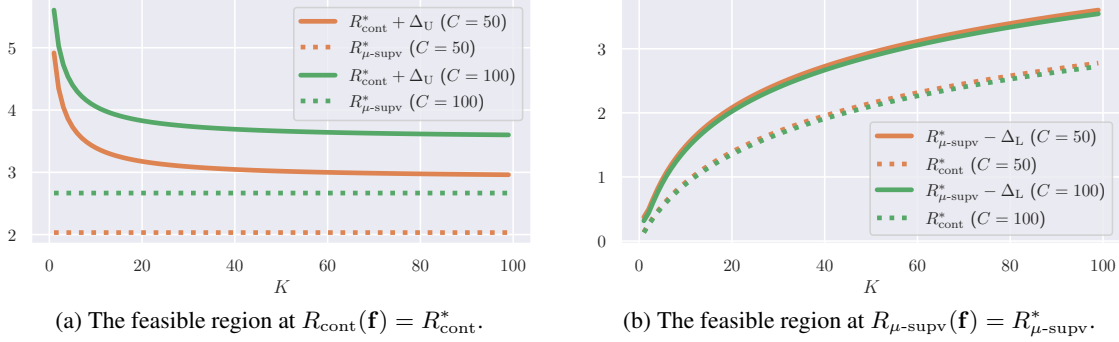 5
4
3
2
0
20
40
60
80
100
K
R*cont + ΔU (C = 50)
R*μ-supv (C = 50)
R*cont + ΔU (C = 100)
R*μ-supv (C = 100)
(a) The feasible region at Rcont(f) = R*cont.
3
2
1
0
0
20
40
60
80
100
K
R*μ-supv − ΔL (C = 50)
R*cont (C = 50)
R*μ-supv − ΔL (C = 100)
R*cont (C = 100)
(b) The feasible region at Rμ-supv(f) = R*μ-supv.